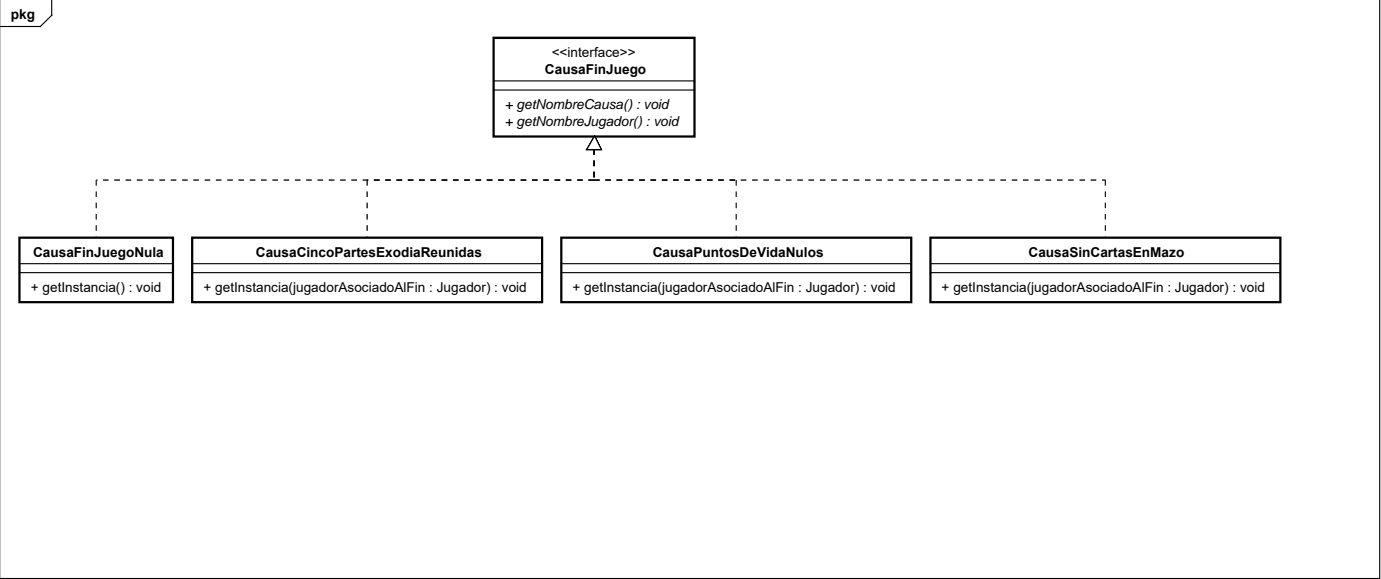 pkg
<<interface>>
CausaFinJuego
+ getNombreCausa() : void
+ getNombreJugador() : void
CausaFinJuegoNula
+ getInstancia() : void
CausaCincoPartesExodiaReunidas
+ getInstancia(jugadorAsociadoAlFin : Jugador) : void
CausaPuntosDeVidaNulos
+ getInstancia(jugadorAsociadoAlFin : Jugador) : void
CausaSinCartasEnMazo
+ getInstancia(jugadorAsociadoAlFin : Jugador) : void